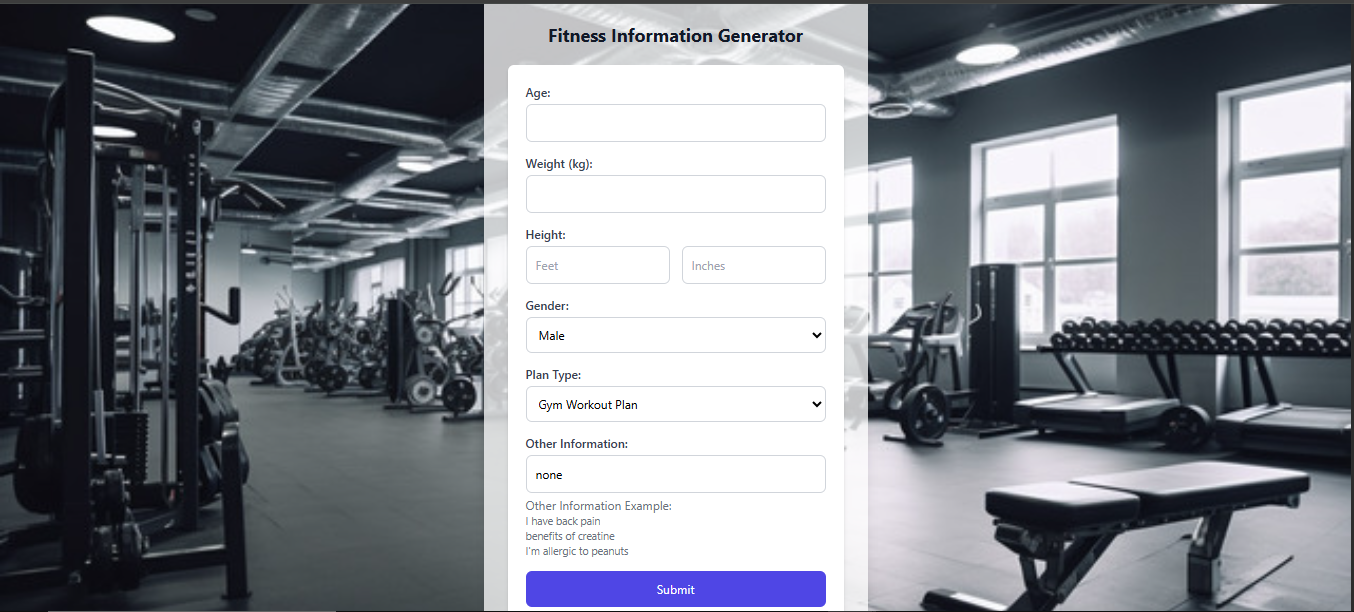 Fitness Information Generator
Age:
Weight (kg):
Height:
Feet Inches
Gender:
Male
Plan Type:
Gym Workout Plan
Other Information:
none
Other Information Example:
I have back pain
benefits of creatine
I'm allergic to peanuts
Submit